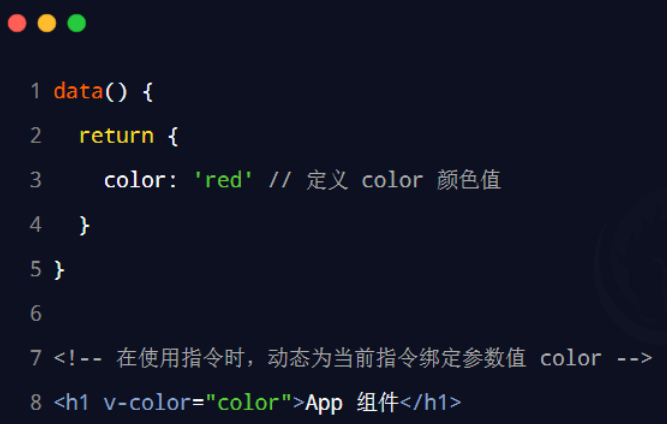 1 data() {
2   return {
3     color: 'red' // 定义 color 颜色值
4   }
5 }
6
7 <!-- 在使用指令时，动态为当前指令绑定参数值 color -->
8 <h1 v-color="color">App 组件</h1>